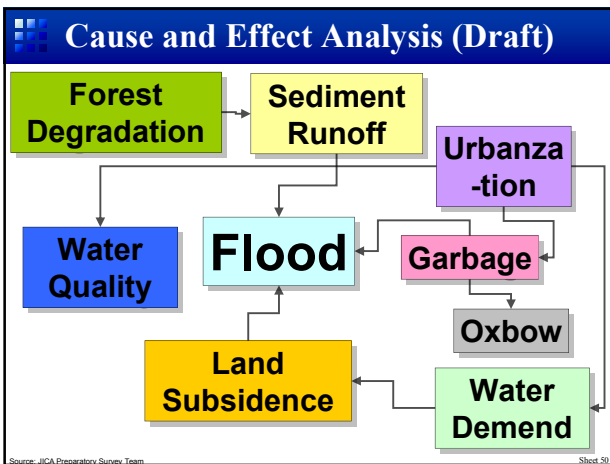 Cause and Effect Analysis (Draft)
Forest
Degradation
Sediment
Runoff
Urbanza
-tion
Water
Quality
Flood
Garbage
Oxbow
Land
Subsidence
Water
Demend
Source: JICA Preparatory Survey Team
Sheet 50